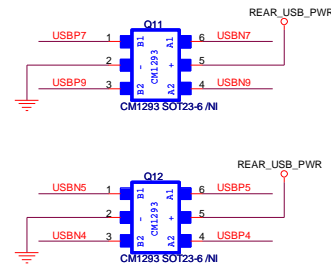 Q11
REAR_USB_PWR
USBP7 1 B1 A1 6 USBN7
2 - + 5
USBP9 3 B2 A2 4 USBN9
CM1293
CM1293 SOT23-6 /NI
Q12
REAR_USB_PWR
USBN5 1 B1 A1 6 USBP5
2 - + 5
USBN4 3 B2 A2 4 USBP4
CM1293
CM1293 SOT23-6 /NI